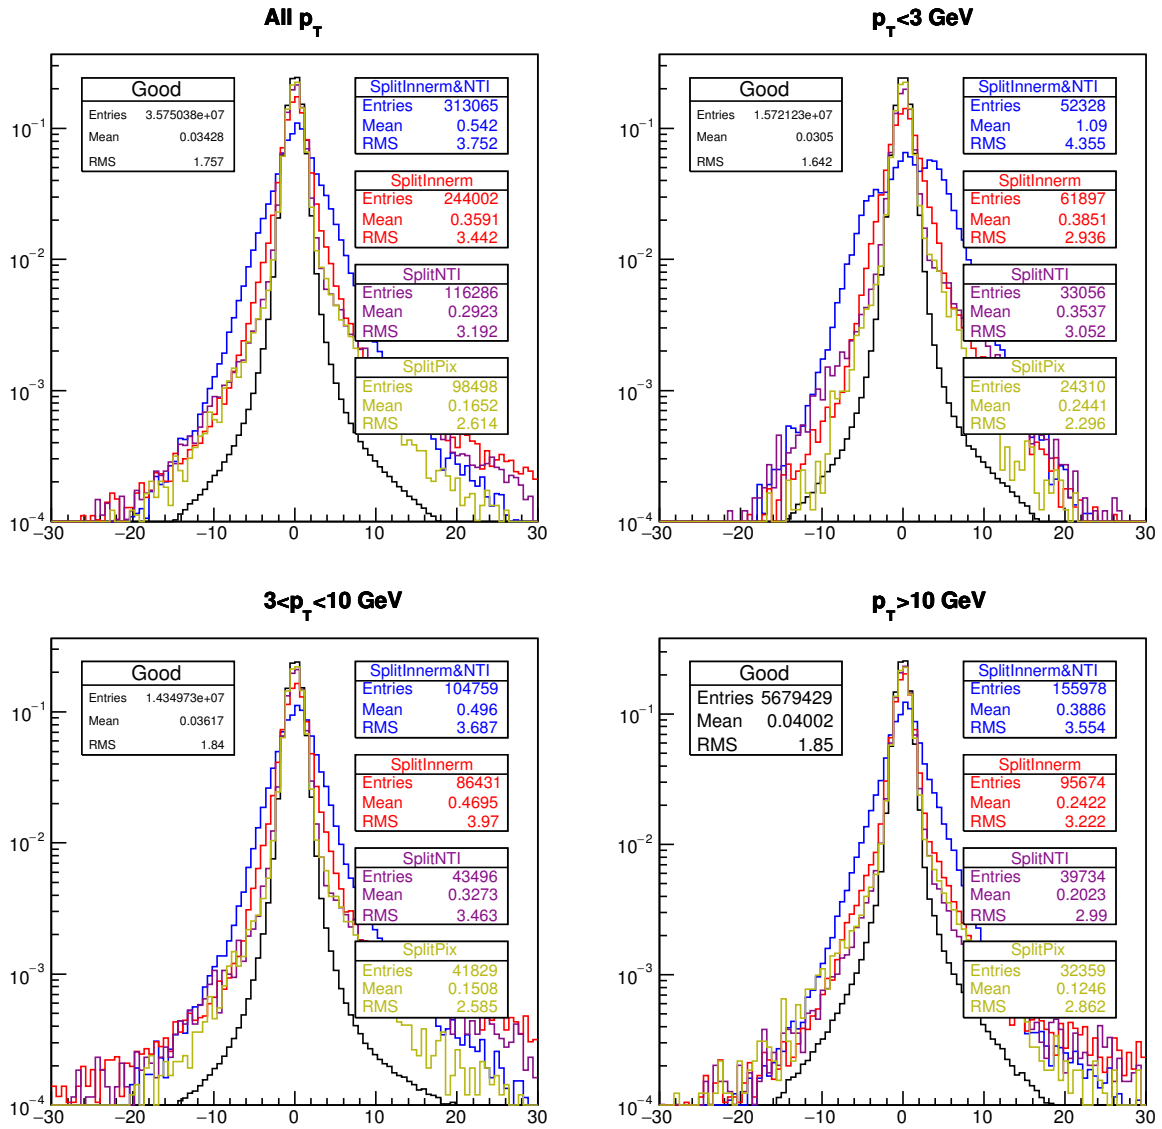 All pT
Good
Entries 3.575038e+07
Mean 0.03428
RMS 1.757
SplitInnerm&NTI
Entries 313065
Mean 0.542
RMS 3.752
SplitInnerm
Entries 244002
Mean 0.3591
RMS 3.442
SplitNTI
Entries 116286
Mean 0.2923
RMS 3.192
SplitPix
Entries 98498
Mean 0.1652
RMS 2.614
10−1
10−2
10−3
10−4
−30 −20 −10 0 10 20 30
pT<3 GeV
Good
Entries 1.572123e+07
Mean 0.0305
RMS 1.642
SplitInnerm&NTI
Entries 52328
Mean 1.09
RMS 4.355
SplitInnerm
Entries 61897
Mean 0.3851
RMS 2.936
SplitNTI
Entries 33056
Mean 0.3537
RMS 3.052
SplitPix
Entries 24310
Mean 0.2441
RMS 2.296
10−1
10−2
10−3
10−4
−30 −20 −10 0 10 20 30
3<pT<10 GeV
Good
Entries 1.434973e+07
Mean 0.03617
RMS 1.84
SplitInnerm&NTI
Entries 104759
Mean 0.496
RMS 3.687
SplitInnerm
Entries 86431
Mean 0.4695
RMS 3.97
SplitNTI
Entries 43496
Mean 0.3273
RMS 3.463
SplitPix
Entries 41829
Mean 0.1508
RMS 2.585
10−1
10−2
10−3
10−4
−30 −20 −10 0 10 20 30
pT>10 GeV
Good
Entries 5679429
Mean 0.04002
RMS 1.85
SplitInnerm&NTI
Entries 155978
Mean 0.3886
RMS 3.554
SplitInnerm
Entries 95674
Mean 0.2422
RMS 3.222
SplitNTI
Entries 39734
Mean 0.2023
RMS 2.99
SplitPix
Entries 32359
Mean 0.1246
RMS 2.862
10−1
10−2
10−3
10−4
−30 −20 −10 0 10 20 30